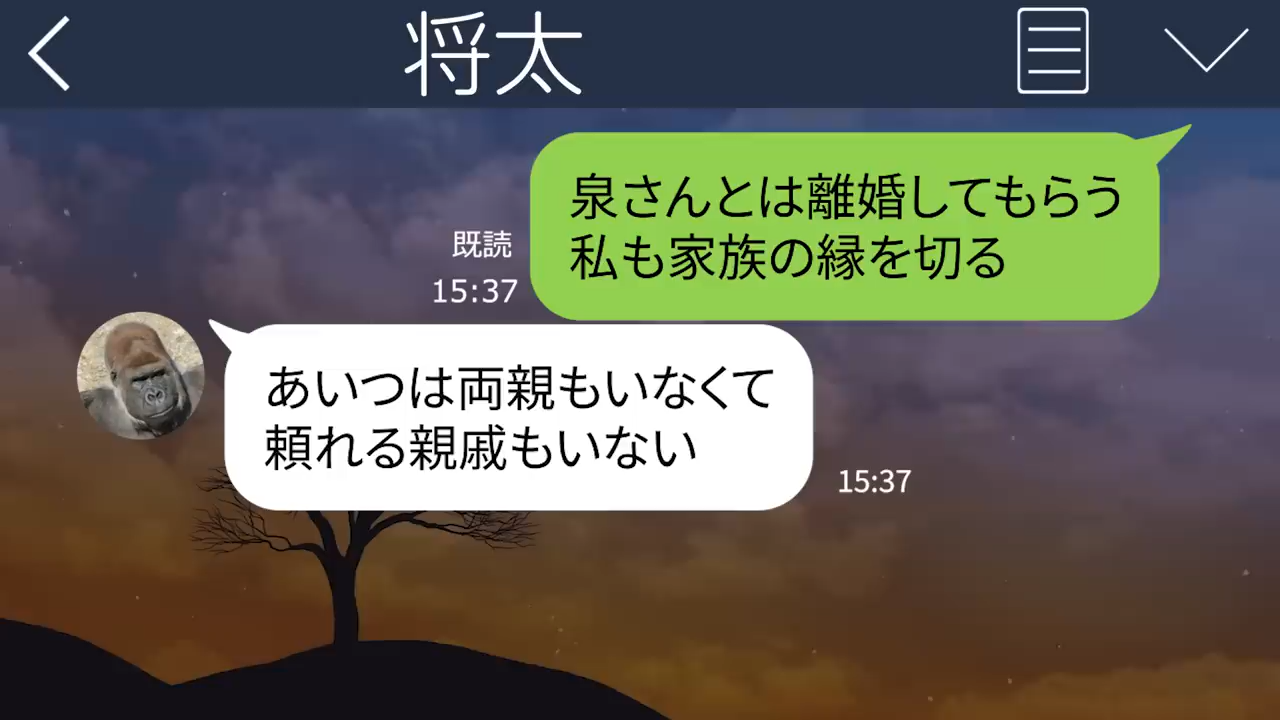 将太
泉さんとは離婚してもらう
私も家族の縁を切る
既読
15:37
あいつは両親もいなくて
頼れる親戚もいない
15:37